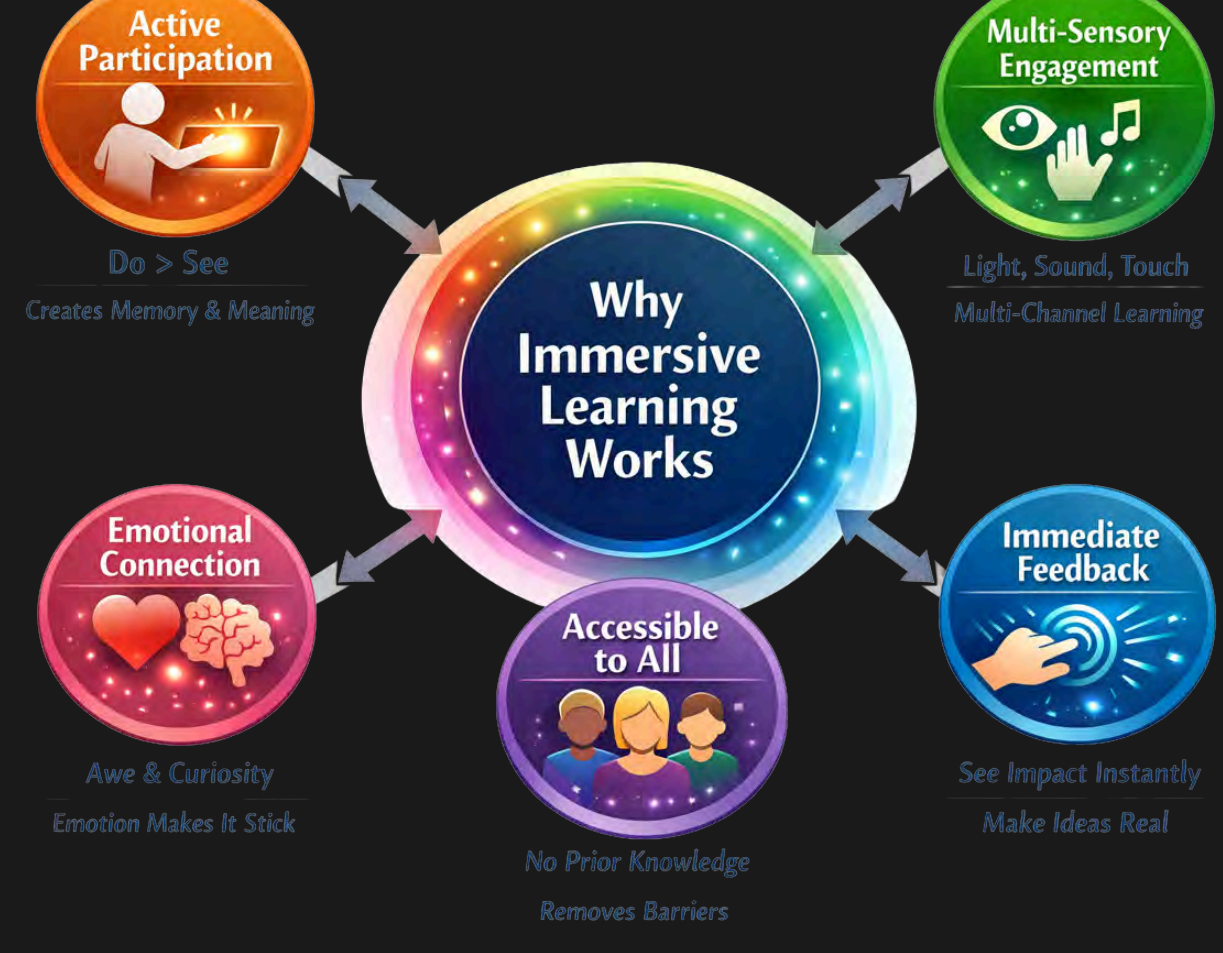 Active
Participation
Do > See
Creates Memory & Meaning
Multi-Sensory
Engagement
Light, Sound, Touch
Multi-Channel Learning
Why
Immersive
Learning
Works
Emotional
Connection
Awe & Curiosity
Emotion Makes It Stick
Accessible
to All
No Prior Knowledge
Removes Barriers
Immediate
Feedback
See Impact Instantly
Make Ideas Real